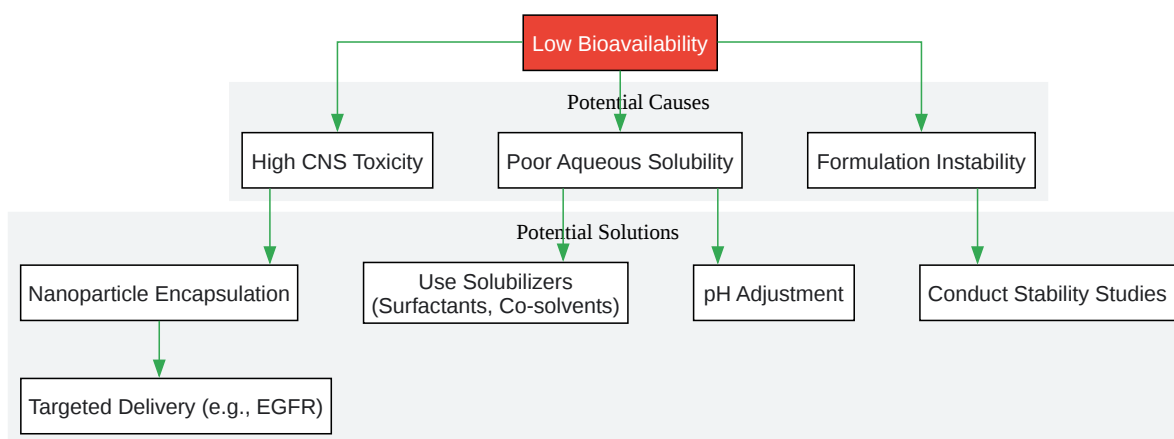 Low Bioavailability
Potential Causes
High CNS Toxicity
Poor Aqueous Solubility
Formulation Instability
Potential Solutions
Nanoparticle Encapsulation
Use Solubilizers
(Surfactants, Co-solvents)
pH Adjustment
Conduct Stability Studies
Targeted Delivery (e.g., EGFR)